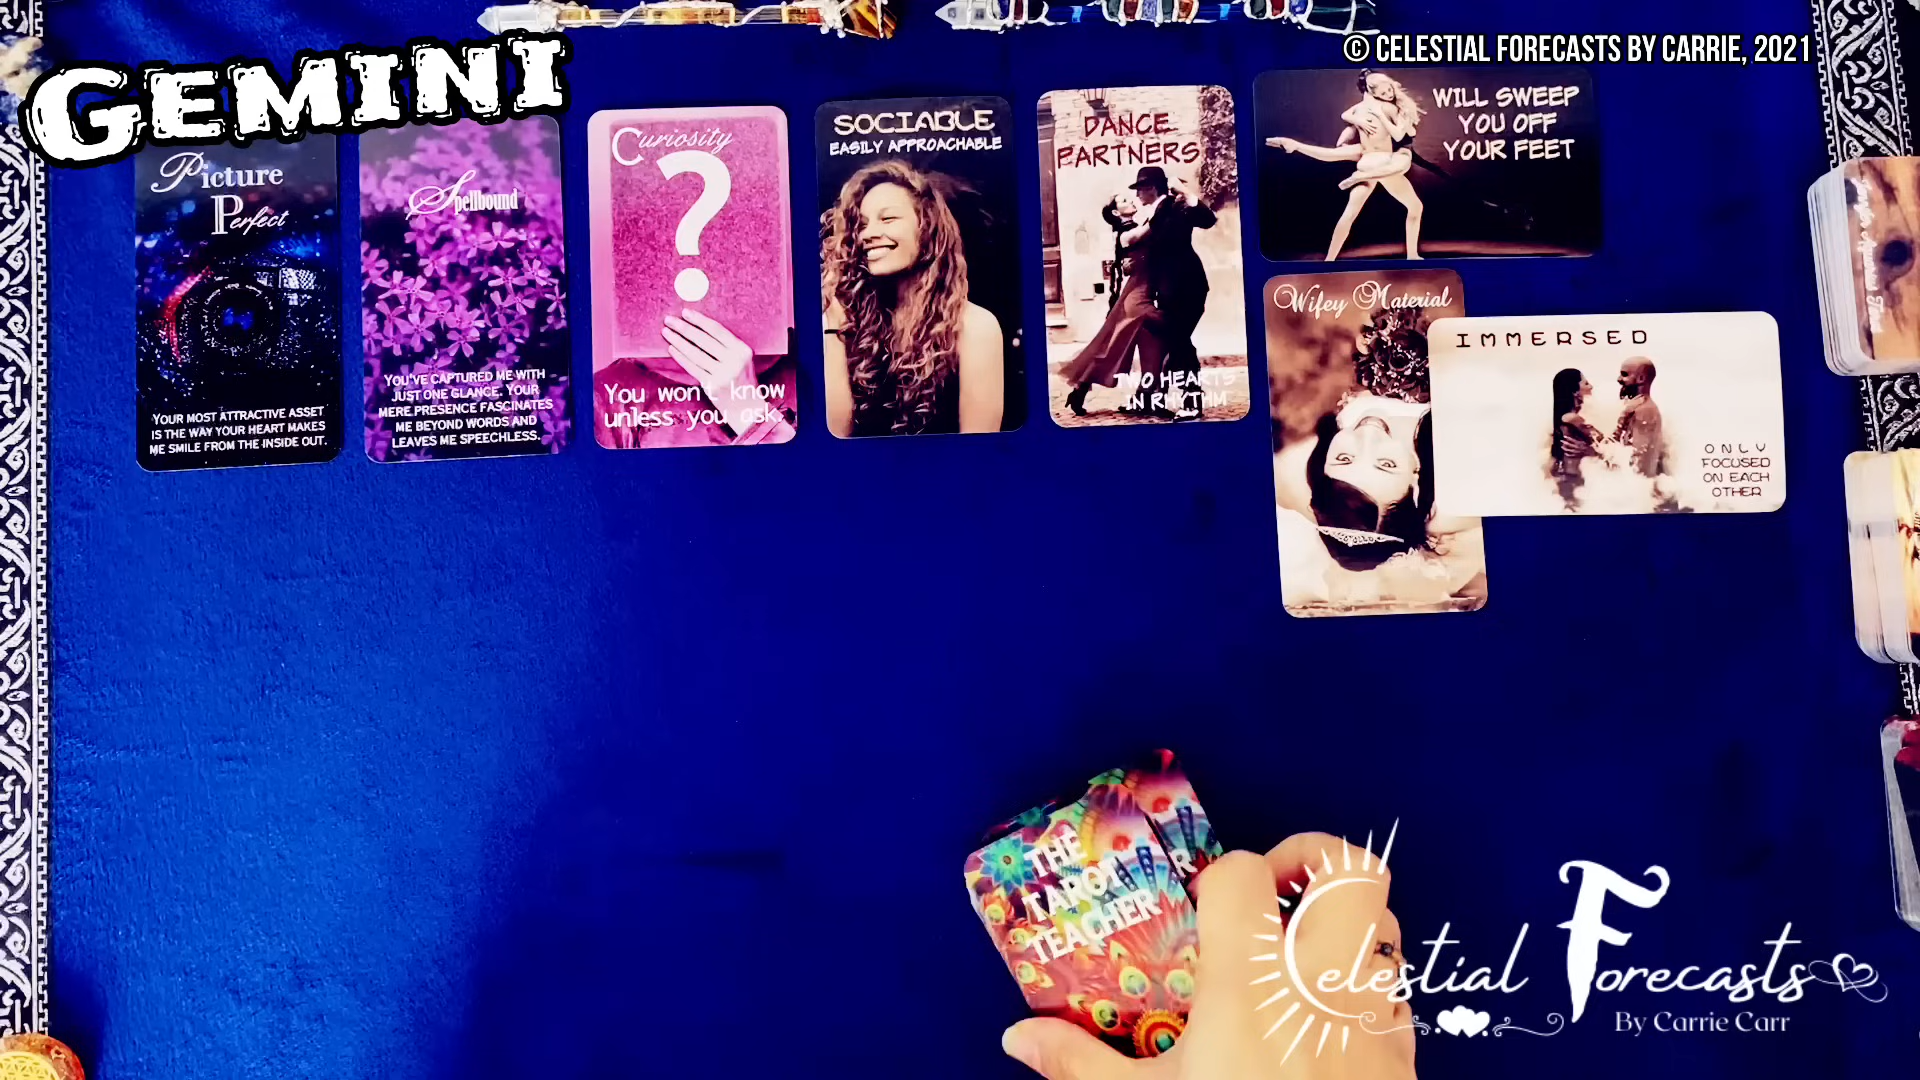 GEMINI
© CELESTIAL FORECASTS BY CARRIE, 2021
Picture
Perfect
YOUR MOST ATTRACTIVE ASSET
IS THE WAY YOUR HEART MAKES
ME SMILE FROM THE INSIDE OUT.
Spellbound
YOU'VE CAPTURED ME WITH
JUST ONE GLANCE. YOUR
MERE PRESENCE FASCINATES
ME BEYOND WORDS AND
LEAVES ME SPEECHLESS.
Curiosity
?
You won't know
unless you ask.
SOCIABLE
EASILY APPROACHABLE
DANCE
PARTNERS
TWO HEARTS
IN RHYTHM
WILL SWEEP
YOU OFF
YOUR FEET
Wifey Material
IMMERSED
ONLY
FOCUSED
ON EACH
OTHER
THE
TAROT
TEACHER
Celestial Forecasts
By Carrie Carr